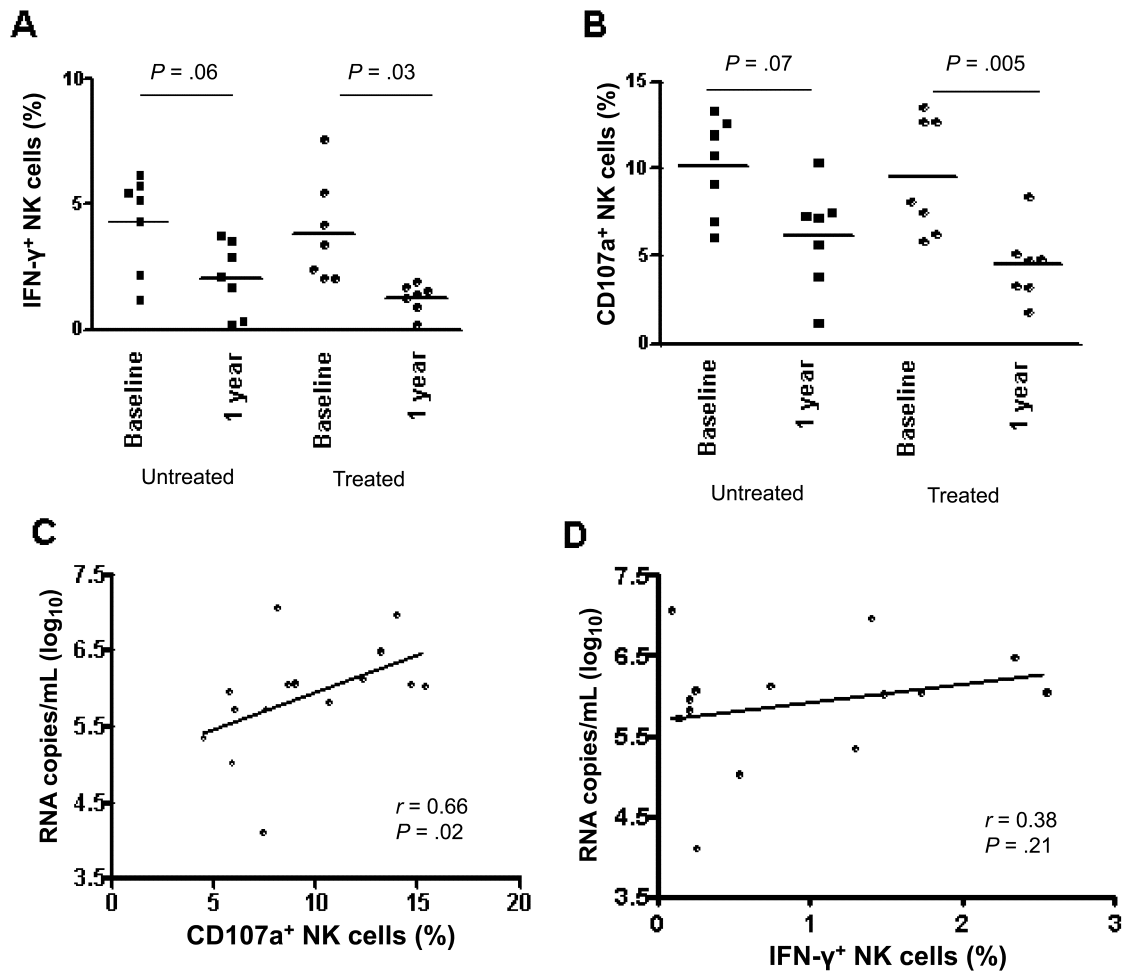 A
P = .06
P = .03
10
5
0
IFN-γ+ NK cells (%)
Baseline
1 year
Baseline
1 year
Untreated
Treated
B
P = .07
P = .005
15
10
5
0
CD107a+ NK cells (%)
Baseline
1 year
Baseline
1 year
Untreated
Treated
C
7.5
6.5
5.5
4.5
3.5
RNA copies/mL (log10)
r = 0.66
P = .02
0
5
10
15
20
CD107a+ NK cells (%)
D
7.5
6.5
5.5
4.5
3.5
RNA copies/mL (log10)
r = 0.38
P = .21
0
1
2
3
IFN-γ+ NK cells (%)